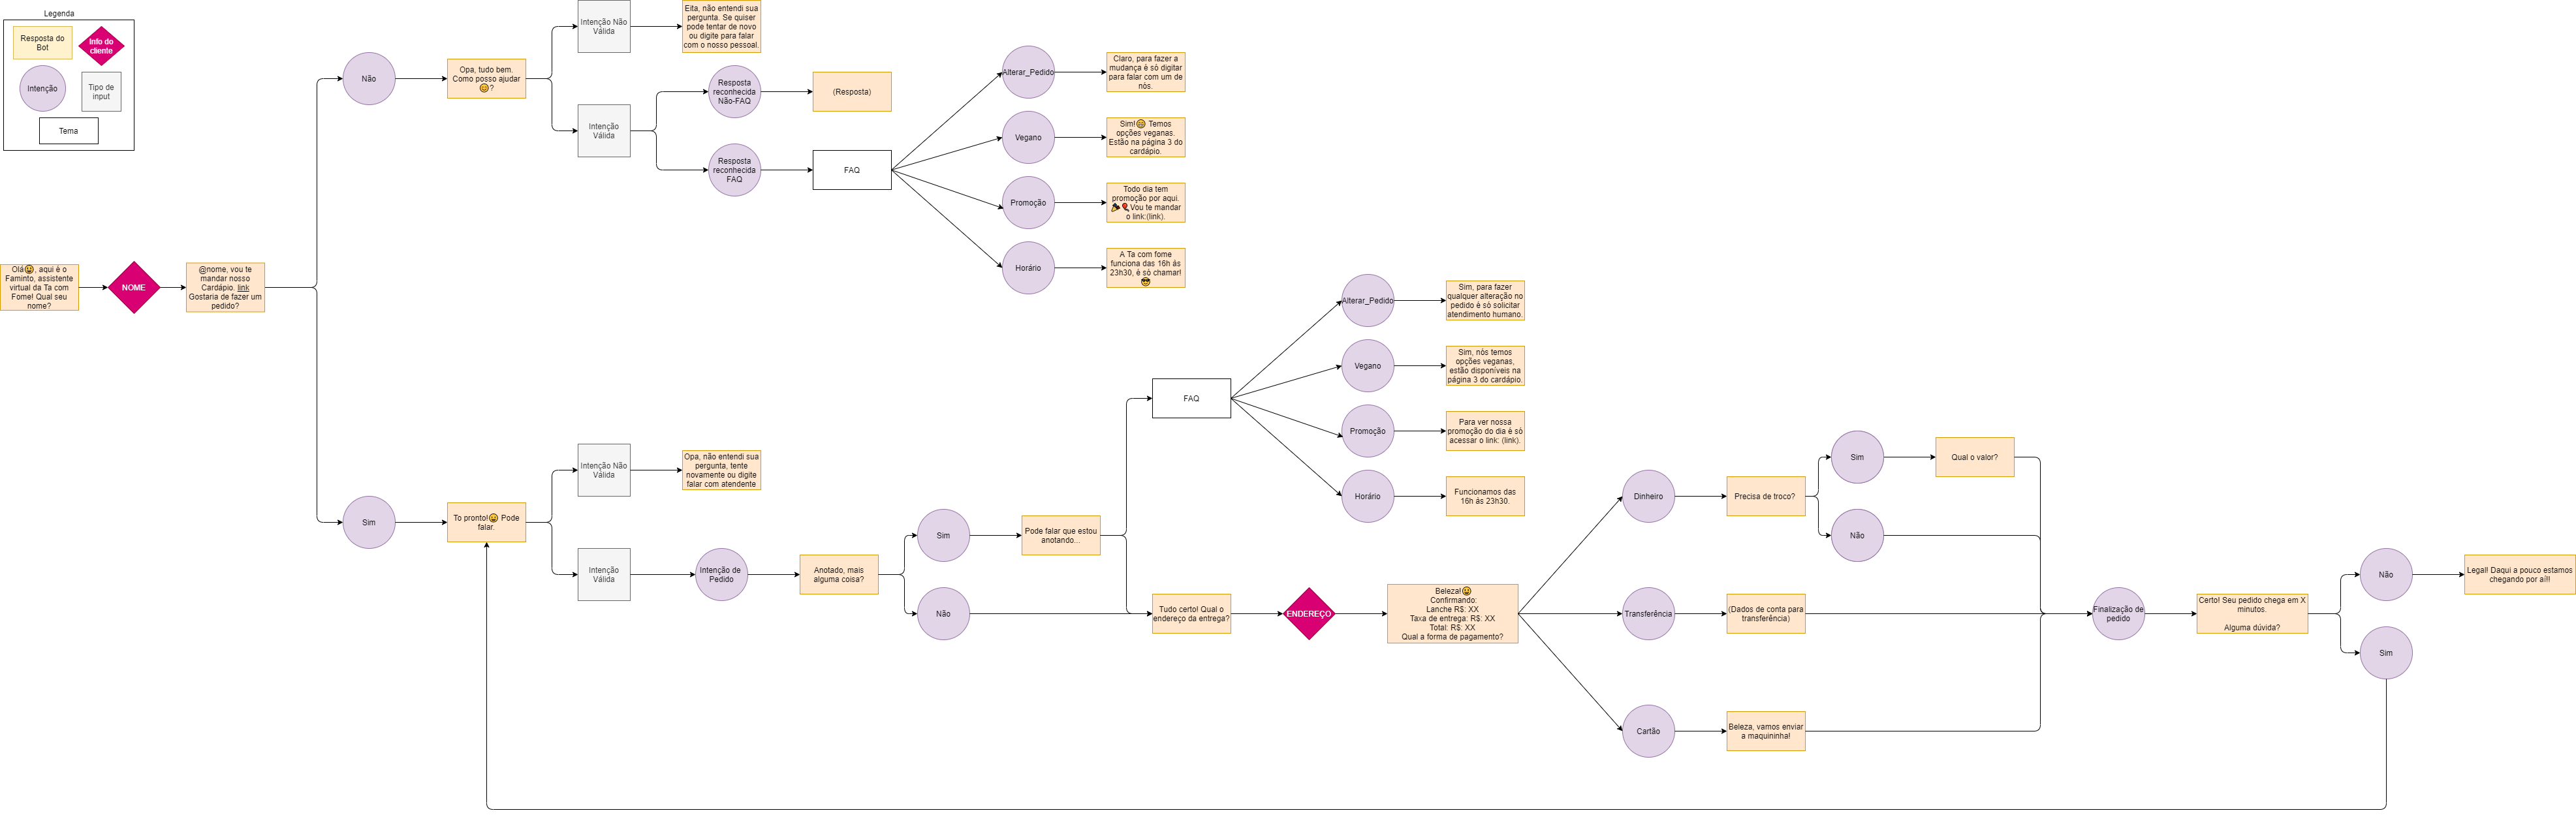 Legenda
Resposta do
Bot
Info do
cliente
Intenção
Tipo de
input
Tema
Olá😀, aqui è o
Faminto, assistente
virtual da Ta com
Fome! Qual seu
nome?
NOME
@nome, vou te
mandar nosso
Cardápio. link
Gostaria de fazer um
pedido?
Não
Opa, tudo bem.
Como posso ajudar
😊?
Intenção Não
Válida
Eita, não entendi sua
pergunta. Se quiser
pode tentar de novo
ou digite para falar
com o nosso pessoal.
Intenção
Válida
Resposta
reconhecida
Não-FAQ
(Resposta)
Resposta
reconhecida
FAQ
FAQ
Alterar_Pedido
Claro, para fazer a
mudança é só digitar
para falar com um de
nós.
Vegano
Sim!😁 Temos
opções veganas.
Estão na página 3 do
cardápio.
Promoção
Todo dia tem
promoção por aqui.
🎉🍕Vou te mandar
o link:(link).
Horário
A Ta com fome
funciona das 16h ás
23h30, é só chamar!
😎
Sim
To pronto!😀 Pode
falar.
Intenção Não
Válida
Opa, não entendi sua
pergunta, tente
novamente ou digite
falar com atendente
Intenção
Válida
Intenção de
Pedido
Anotado, mais
alguma coisa?
Sim
Pode falar que estou
anotando...
Não
FAQ
Alterar_Pedido
Sim, para fazer
qualquer alteração no
pedido é só solicitar
atendimento humano.
Vegano
Sim, nós temos
opções veganas,
estão disponíveis na
página 3 do cardápio.
Promoção
Para ver nossa
promoção do dia é só
acessar o link: (link).
Horário
Funcionamos das
16h ás 23h30.
Tudo certo! Qual o
endereço da entrega?
ENDEREÇO
Beleza!😀
Confirmando:
Lanche R$: XX
Taxa de entrega: R$: XX
Total: R$: XX
Qual a forma de pagamento?
Dinheiro
Precisa de troco?
Sim
Qual o valor?
Não
Transferência
(Dados de conta para
transferência)
Cartão
Beleza, vamos enviar
a maquininha!
Finalização de
pedido
Certo! Seu pedido chega em X
minutos.
Alguma dúvida?
Não
Legal! Daqui a pouco estamos
chegando por aí!!
Sim